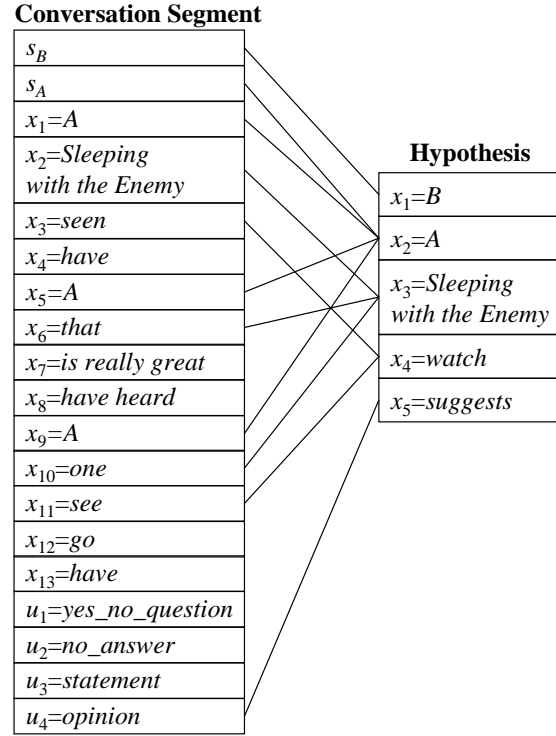 Conversation Segment
s_B
s_A
x_1=A
x_2=Sleeping
with the Enemy
x_3=seen
x_4=have
x_5=A
x_6=that
x_7=is really great
x_8=have heard
x_9=A
x_10=one
x_11=see
x_12=go
x_13=have
u_1=yes_no_question
u_2=no_answer
u_3=statement
u_4=opinion
Hypothesis
x_1=B
x_2=A
x_3=Sleeping
with the Enemy
x_4=watch
x_5=suggests